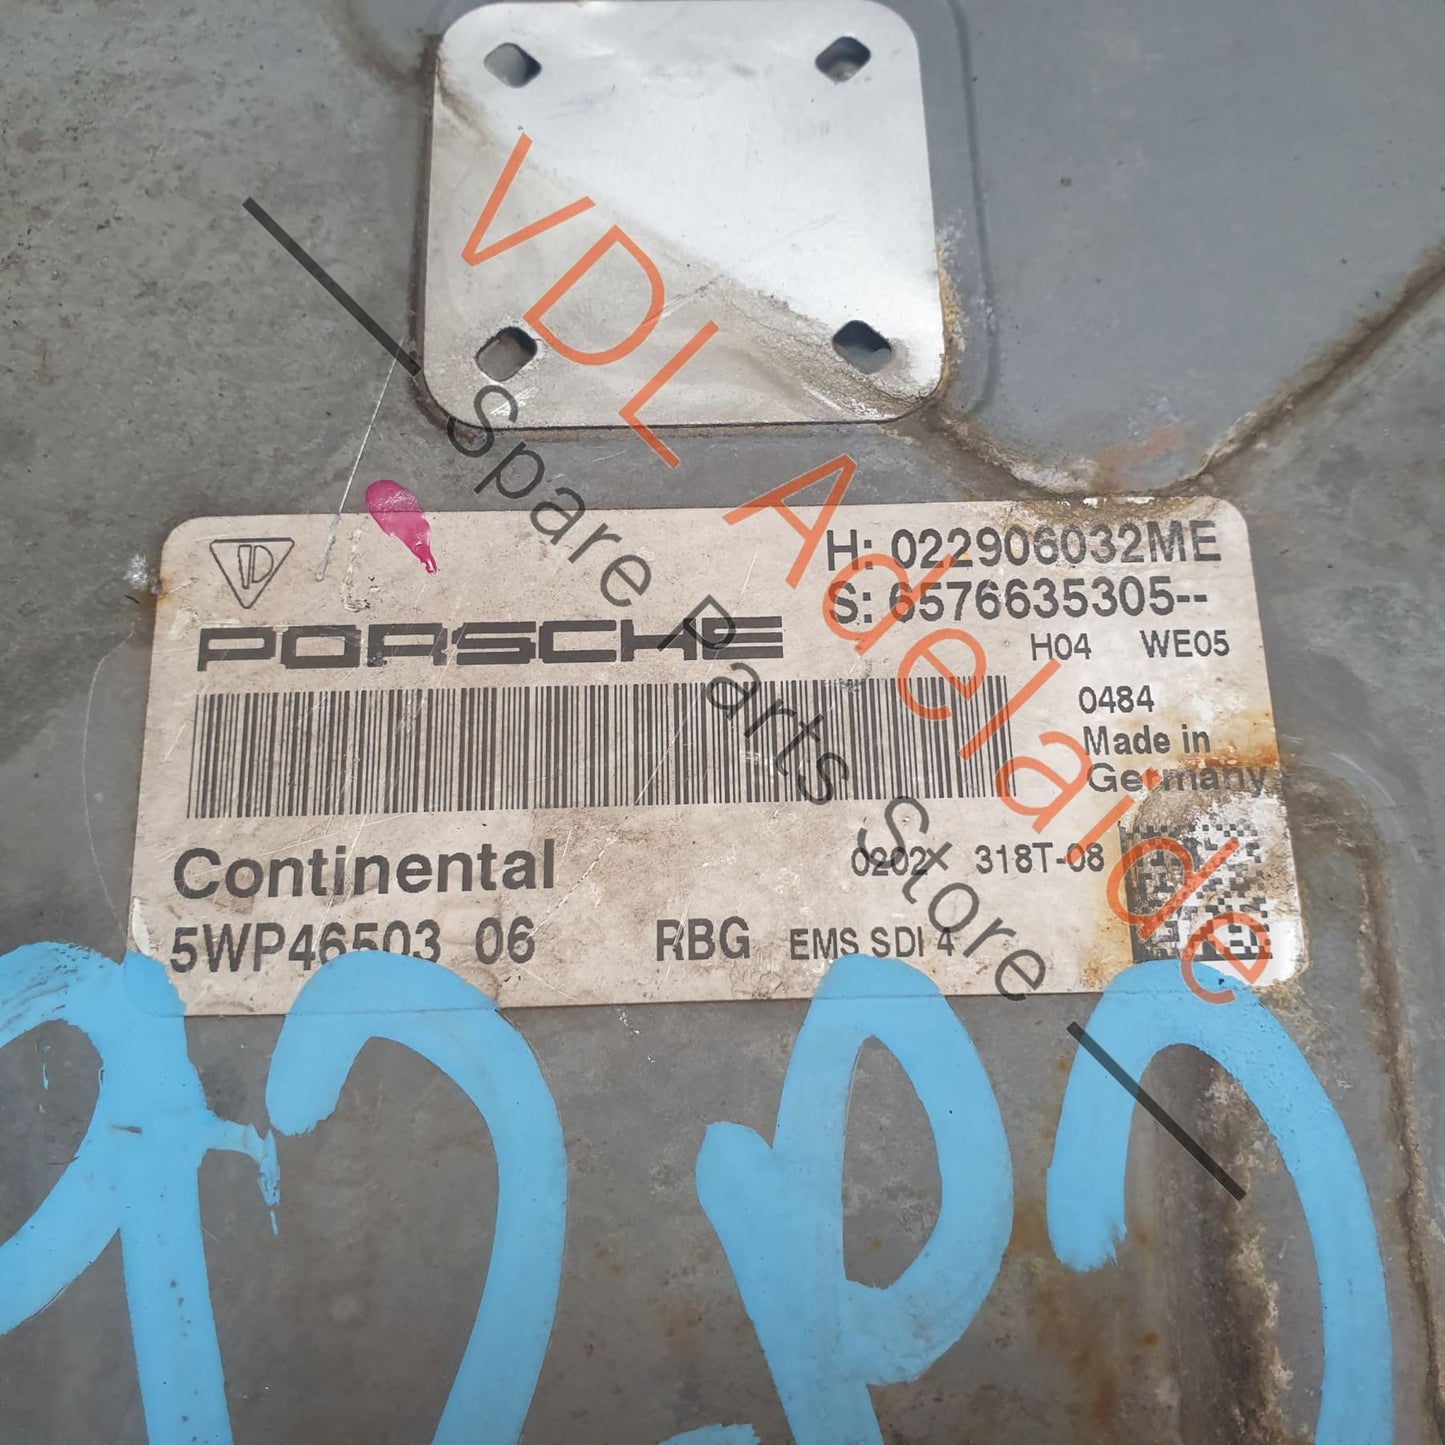 H: 022906032ME
S: 6576635305--
H04 WE05
PORSCHE
0484
Made in
Germany
Continental
0202X 318T-08
5WP46503 06 RBG EMS SDI 4
VDL Adelaide
Spare Parts Store